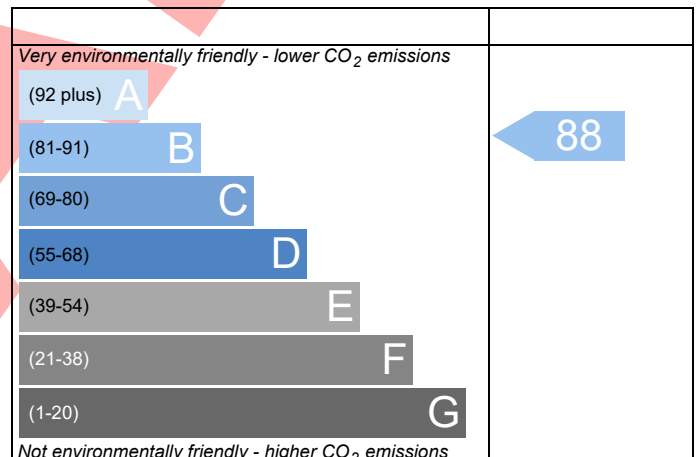 Very environmentally friendly - lower CO2 emissions
(92 plus) A
(81-91) B 88
(69-80) C
(55-68) D
(39-54) E
(21-38) F
(1-20) G
Not environmentally friendly - higher CO2 emissions